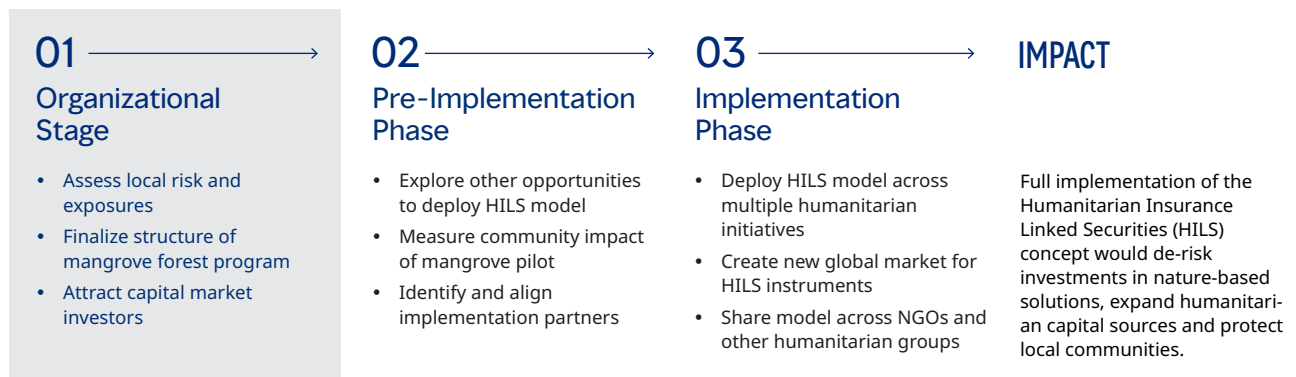 01
Organizational
Stage
• Assess local risk and
exposures
• Finalize structure of
mangrove forest program
• Attract capital market
investors
02
Pre-Implementation
Phase
• Explore other opportunities
to deploy HILS model
• Measure community impact
of mangrove pilot
• Identify and align
implementation partners
03
Implementation
Phase
• Deploy HILS model across
multiple humanitarian
initiatives
• Create new global market for
HILS instruments
• Share model across NGOs and
other humanitarian groups
IMPACT
Full implementation of the
Humanitarian Insurance
Linked Securities (HILS)
concept would de-risk
investments in nature-based
solutions, expand humanitari-
an capital sources and protect
local communities.